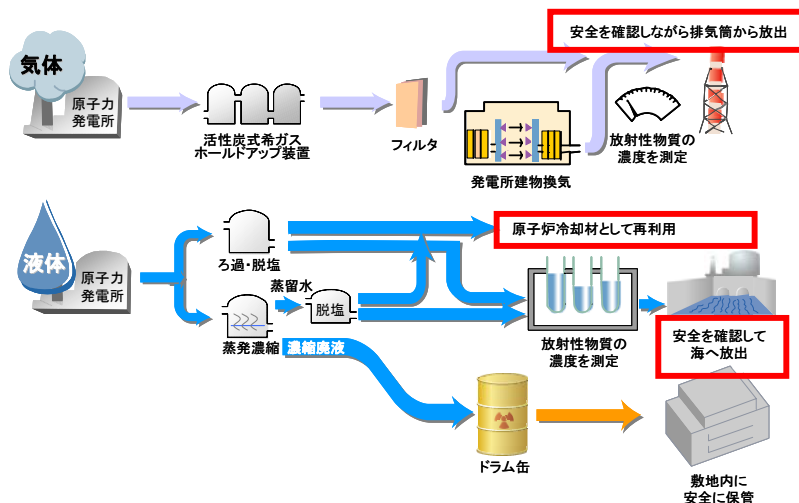 安全を確認しながら排気筒から放出
気体
原子力
発電所
活性炭式希ガス
ホールドアップ装置
フィルタ
発電所建物換気
放射性物質の
濃度を測定
液体
原子力
発電所
ろ過・脱塩
原子炉冷却材として再利用
蒸留水
脱塩
蒸発濃縮
濃縮廃液
放射性物質の
濃度を測定
安全を確認して
海へ放出
ドラム缶
敷地内に
安全に保管